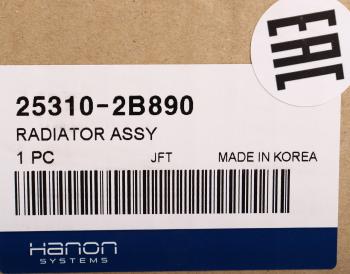 EAC
25310-2B890
RADIATOR ASSY
1 PC JFT MADE IN KOREA
Hanon
SYSTEMS